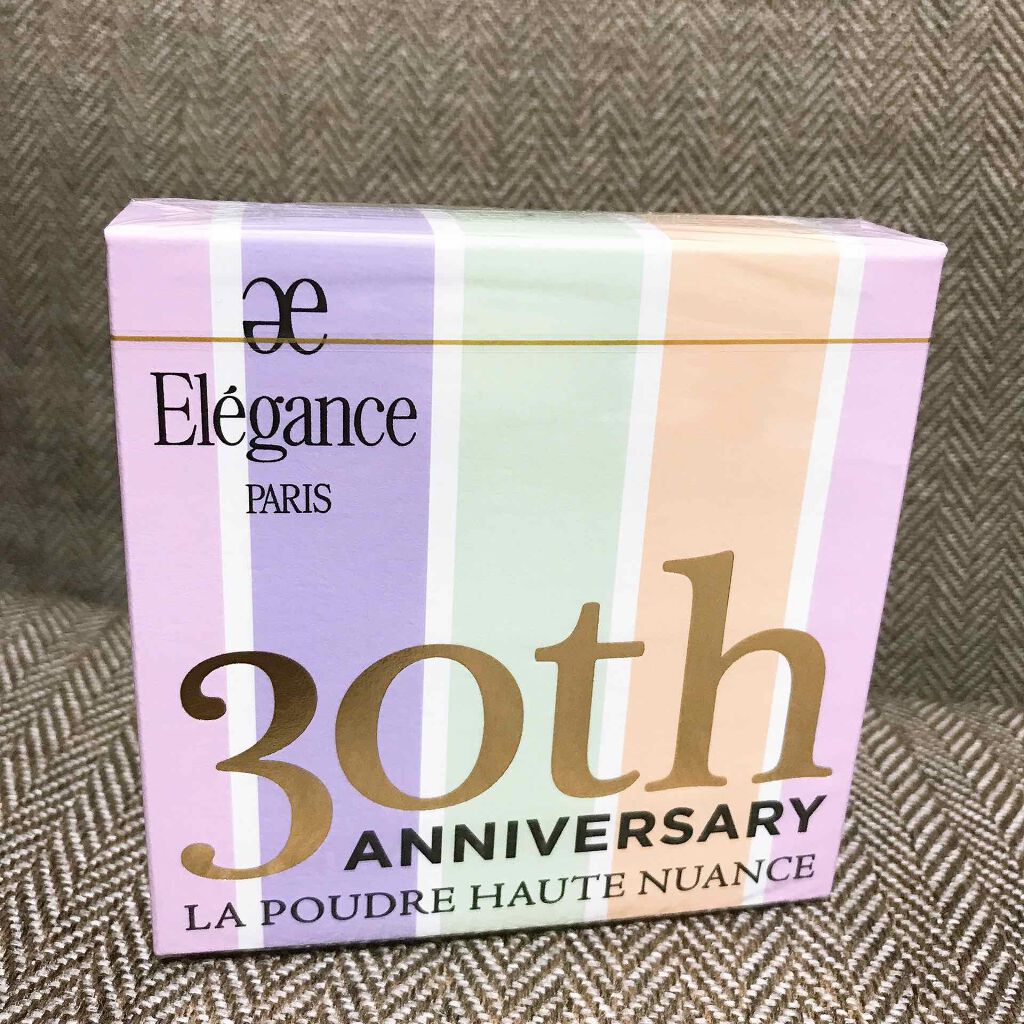 æ
Elégance
PARIS
30th
ANNIVERSARY
LA POUDRE HAUTE NUANCE